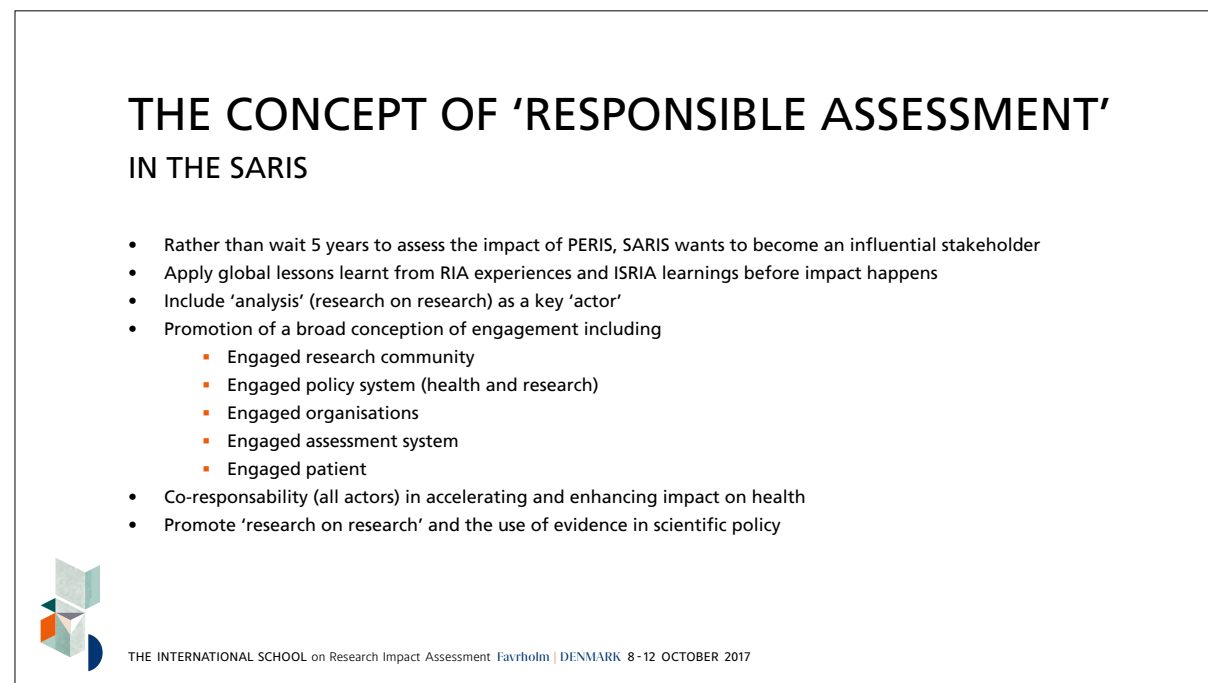 THE CONCEPT OF ‘RESPONSIBLE ASSESSMENT’
IN THE SARIS
• Rather than wait 5 years to assess the impact of PERIS, SARIS wants to become an influential stakeholder
• Apply global lessons learnt from RIA experiences and ISRIA learnings before impact happens
• Include ‘analysis’ (research on research) as a key ‘actor’
• Promotion of a broad conception of engagement including
▪ Engaged research community
▪ Engaged policy system (health and research)
▪ Engaged organisations
▪ Engaged assessment system
▪ Engaged patient
• Co-responsability (all actors) in accelerating and enhancing impact on health
• Promote ‘research on research’ and the use of evidence in scientific policy
THE INTERNATIONAL SCHOOL on Research Impact Assessment Favrholm | DENMARK 8-12 OCTOBER 2017